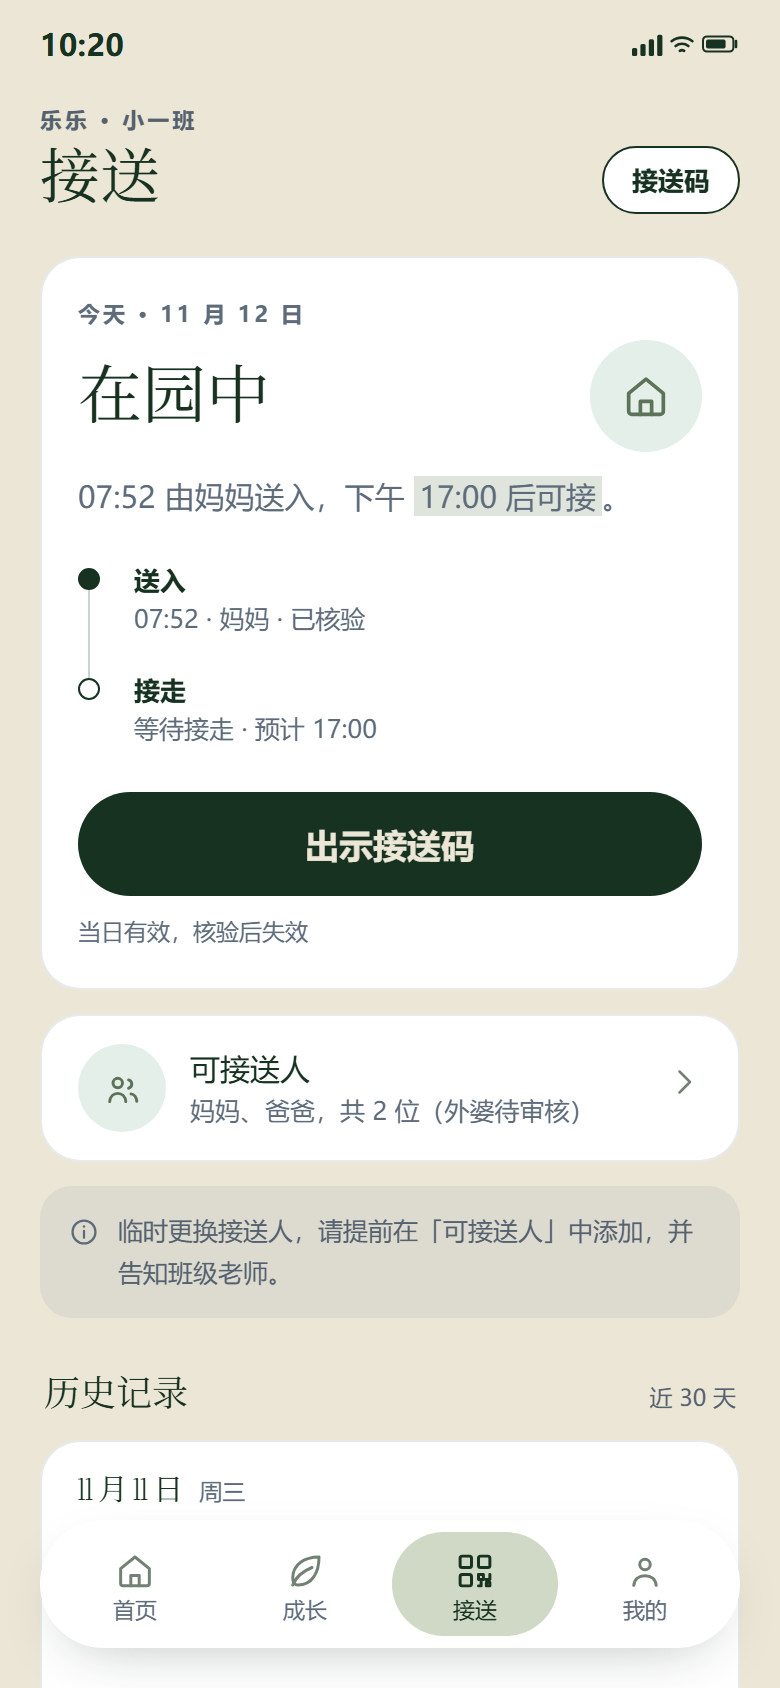 10:20
乐乐 • 小一班
接送
接送码
今天 • 11 月 12 日
在园中
07:52 由妈妈送入，下午 17:00 后可接。
送入
07:52 · 妈妈 · 已核验
接走
等待接走 · 预计 17:00
出示接送码
当日有效，核验后失效
可接送人
妈妈、爸爸，共 2 位（外婆待审核）
临时更换接送人，请提前在「可接送人」中添加，并
告知班级老师。
历史记录
近 30 天
11月11日 周三
首页
成长
接送
我的